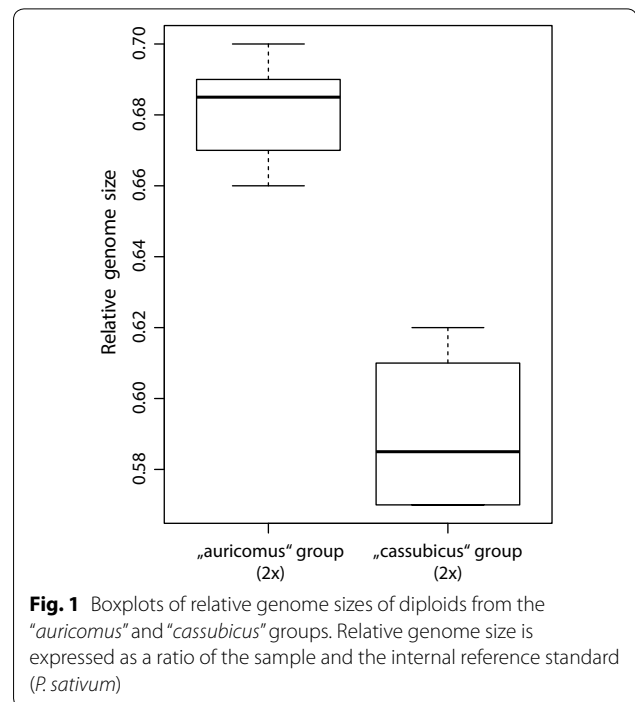 Relative genome size
0.70
0.68
0.66
0.64
0.62
0.60
0.58
„auricomus“ group
(2x)
„cassubicus“ group
(2x)
Fig. 1 Boxplots of relative genome sizes of diploids from the
“auricomus” and “cassubicus” groups. Relative genome size is
expressed as a ratio of the sample and the internal reference standard
(P. sativum)